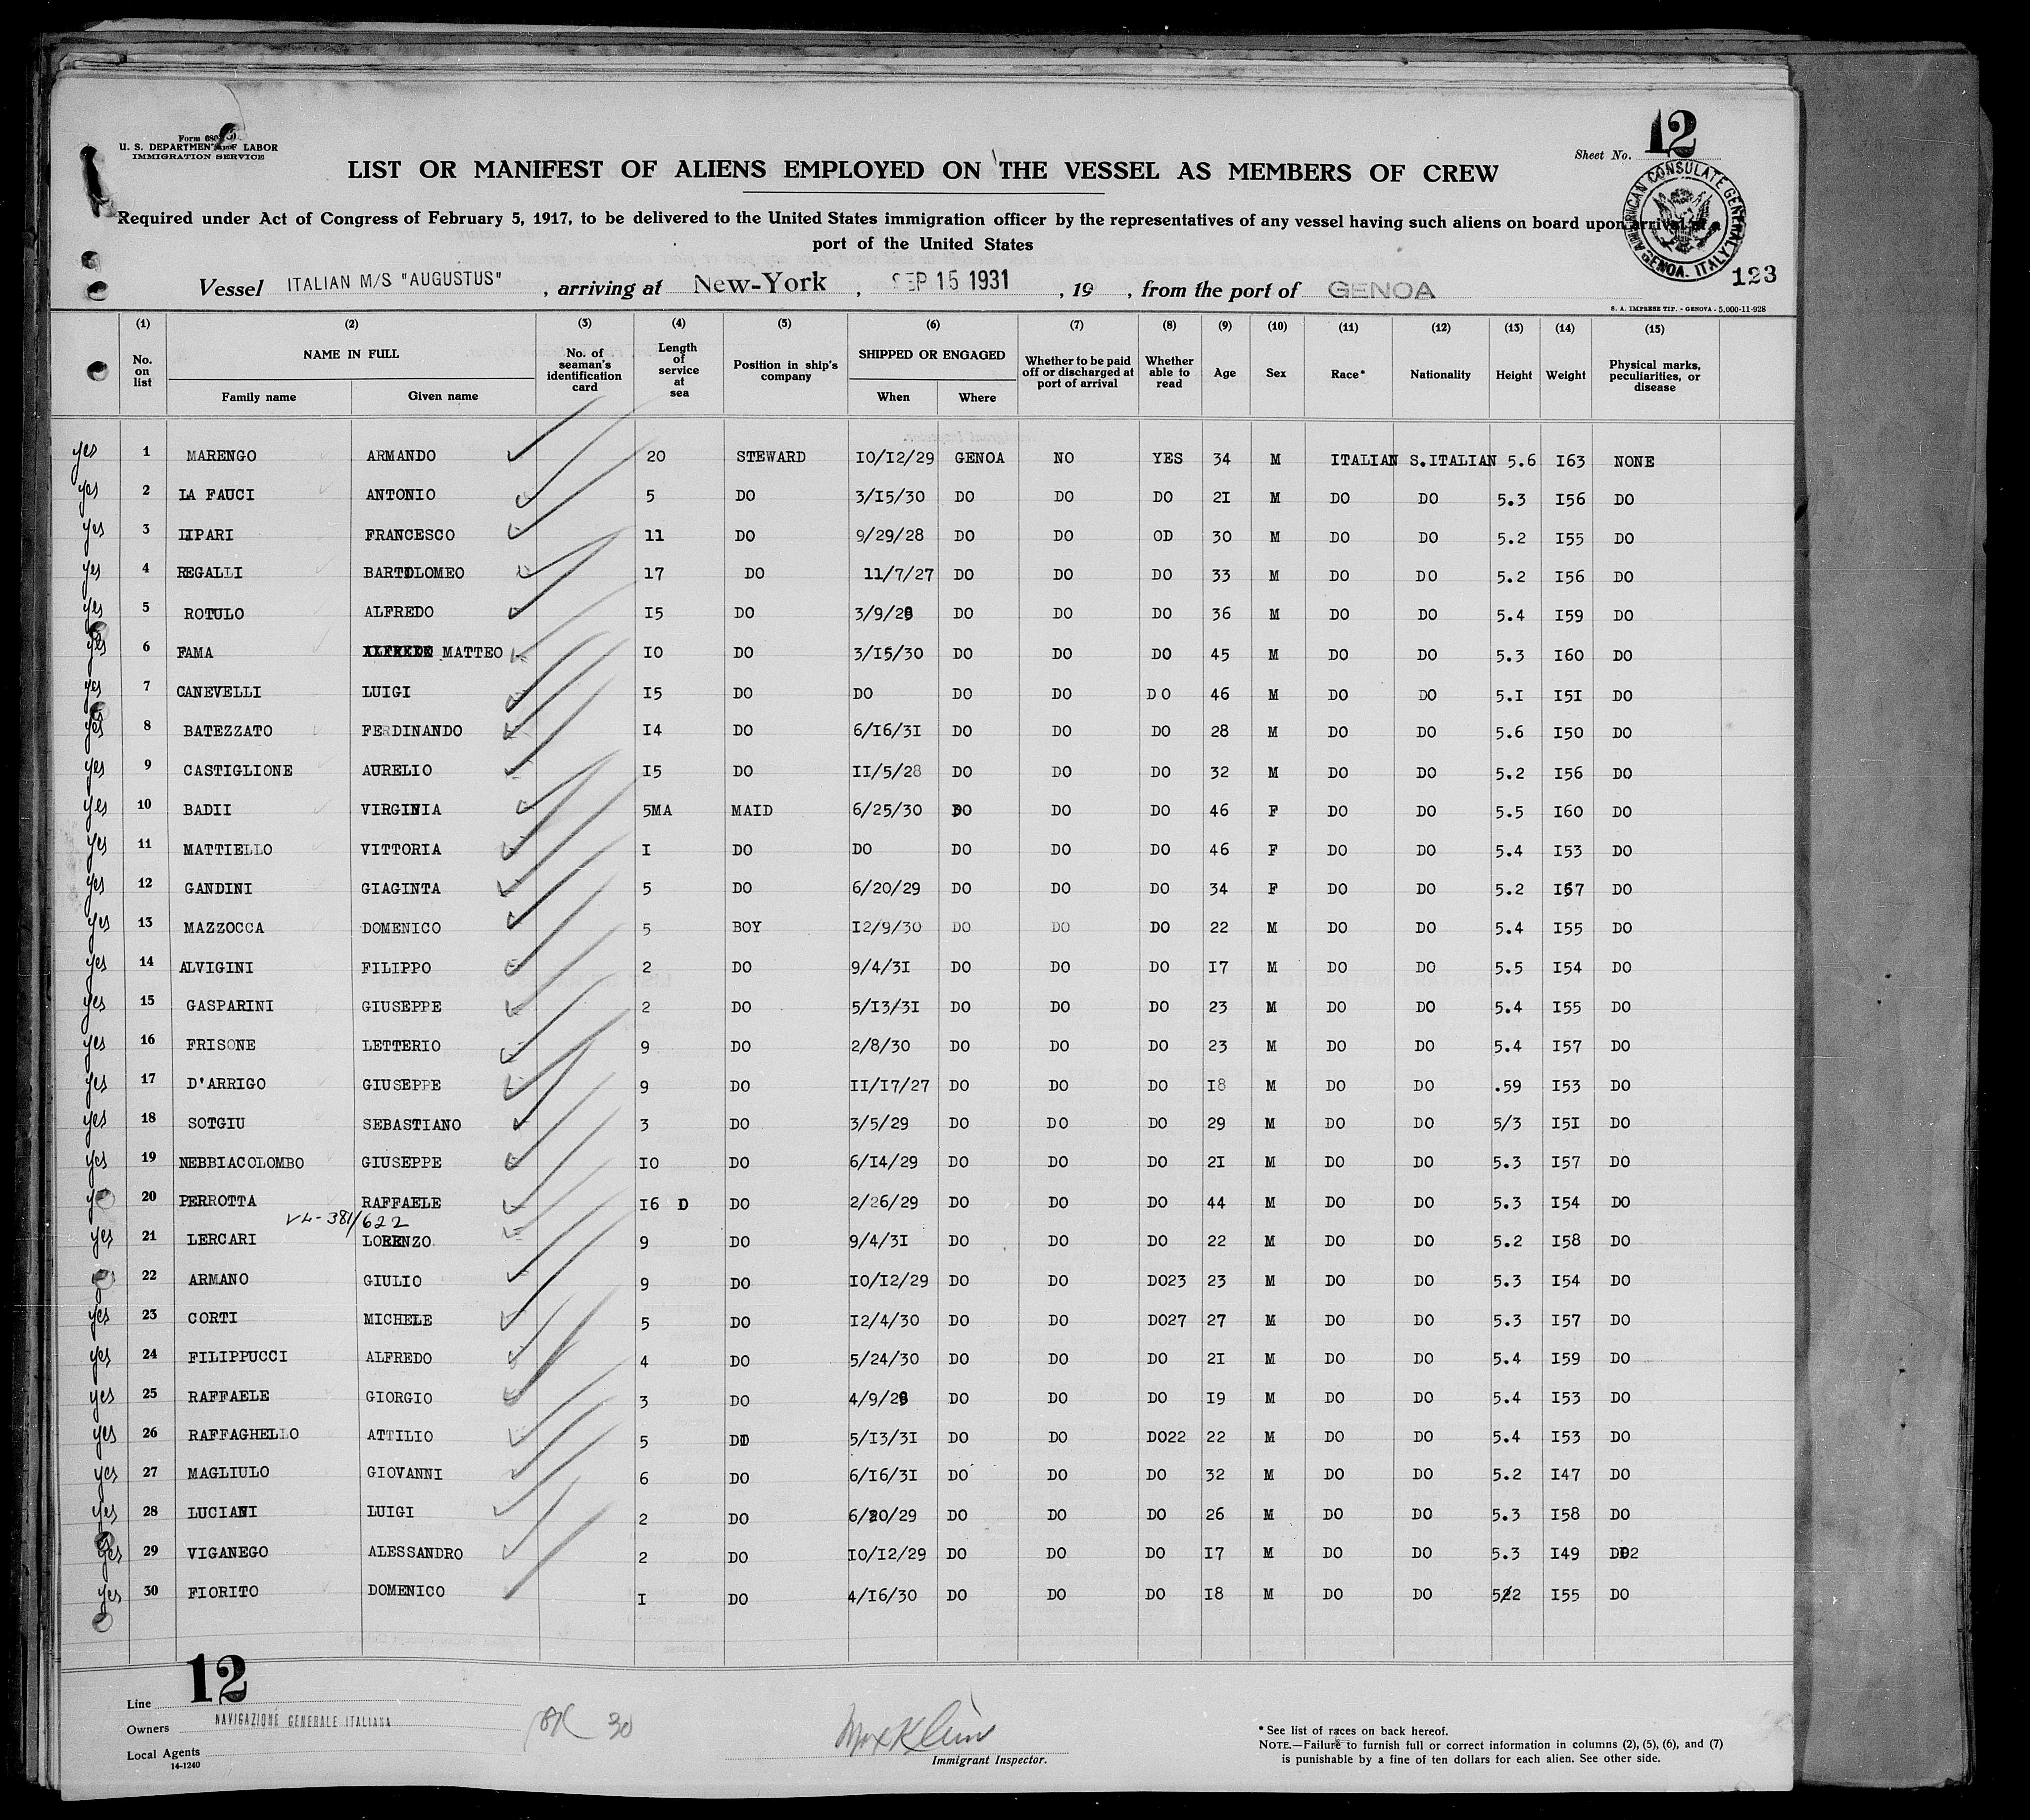 Form 680
U. S. DEPARTMENT OF LABOR
IMMIGRATION SERVICE
Sheet No. 12
LIST OR MANIFEST OF ALIENS EMPLOYED ON THE VESSEL AS MEMBERS OF CREW
Required under Act of Congress of February 5, 1917, to be delivered to the United States immigration officer by the representatives of any vessel having such aliens on board upon arrival at a
port of the United States
AMERICAN CONSULATE GENERAL GENOA. ITALY
123
Vessel ITALIAN M/S "AUGUSTUS", arriving at New-York, SEP 15 1931, 19 , from the port of GENOA
S. A. IMPRESE TIP. - GENOVA - 5.000-11-928
(1) (2) (3) (4) (5) (6) (7) (8) (9) (10) (11) (12) (13) (14) (15)
No. on list NAME IN FULL Family name Given name No. of seaman's identification card Length of service at sea Position in ship's company SHIPPED OR ENGAGED When Where Whether to be paid off or discharged at port of arrival Whether able to read Age Sex Race* Nationality Height Weight Physical marks, peculiarities, or disease
yes 1 MARENGO ARMANDO 20 STEWARD 10/12/29 GENOA NO YES 34 M ITALIAN S.ITALIAN 5.6 163 NONE
yes 2 LA FAUCI ANTONIO 5 DO 3/15/30 DO DO DO 21 M DO DO 5.3 156 DO
yes 3 LIPARI FRANCESCO 11 DO 9/29/28 DO DO OD 30 M DO DO 5.2 155 DO
yes 4 REGALLI BARTOLOMEO 17 DO 11/7/27 DO DO DO 33 M DO DO 5.2 156 DO
yes 5 ROTULO ALFREDO 15 DO 3/9/28 DO DO DO 36 M DO DO 5.4 159 DO
yes 6 FAMA ALFREDO MATTEO 10 DO 3/15/30 DO DO DO 45 M DO DO 5.3 160 DO
yes 7 CANEVELLI LUIGI 15 DO DO DO DO D O 46 M DO DO 5.1 151 DO
yes 8 BATEZZATO FERDINANDO 14 DO 6/16/31 DO DO DO 28 M DO DO 5.6 150 DO
yes 9 CASTIGLIONE AURELIO 15 DO 11/5/28 DO DO DO 32 M DO DO 5.2 156 DO
yes 10 BADII VIRGINIA 5MA MAID 6/25/30 DO DO DO 46 F DO DO 5.5 160 DO
yes 11 MATTIELLO VITTORIA 1 DO DO DO DO DO 46 F DO DO 5.4 153 DO
yes 12 GANDINI GIAGINTA 5 DO 6/20/29 DO DO DO 34 F DO DO 5.2 157 DO
yes 13 MAZZOCCA DOMENICO 5 BOY 12/9/30 DO DO DO 22 M DO DO 5.4 155 DO
yes 14 ALVIGINI FILIPPO 2 DO 9/4/31 DO DO DO 17 M DO DO 5.5 154 DO
yes 15 GASPARINI GIUSEPPE 2 DO 5/13/31 DO DO DO 23 M DO DO 5.4 155 DO
yes 16 FRISONE LETTERIO 9 DO 2/8/30 DO DO DO 23 M DO DO 5.4 157 DO
yes 17 D'ARRIGO GIUSEPPE 9 DO 11/17/27 DO DO DO 18 M DO DO .59 153 DO
yes 18 SOTGIU SEBASTIANO 3 DO 3/5/29 DO DO DO 29 M DO DO 5/3 151 DO
yes 19 NEBBIACOLOMBO GIUSEPPE 10 DO 6/14/29 DO DO DO 21 M DO DO 5.3 157 DO
yes 20 PERROTTA RAFFAELE 16 D DO 2/26/29 DO DO DO 44 M DO DO 5.3 154 DO
VL-381/622
yes 21 LERCARI LORENZO 9 DO 9/4/31 DO DO DO 22 M DO DO 5.2 158 DO
22 ARMANO GIULIO 9 DO 10/12/29 DO DO DO23 23 M DO DO 5.3 154 DO
yes 23 CORTI MICHELE 5 DO 12/4/30 DO DO DO27 27 M DO DO 5.3 157 DO
yes 24 FILIPPUCCI ALFREDO 4 DO 5/24/30 DO DO DO 21 M DO DO 5.4 159 DO
yes 25 RAFFAELE GIORGIO 3 DO 4/9/28 DO DO DO 19 M DO DO 5.4 153 DO
yes 26 RAFFAGHELLO ATTILIO 5 DO 5/13/31 DO DO DO22 22 M DO DO 5.4 153 DO
yes 27 MAGLIULO GIOVANNI 6 DO 6/16/31 DO DO DO 32 M DO DO 5.2 147 DO
yes 28 LUCIANI LUIGI 2 DO 6/20/29 DO DO DO 26 M DO DO 5.3 158 DO
yes 29 VIGANEGO ALESSANDRO 2 DO 10/12/29 DO DO DO 17 M DO DO 5.3 149 DO2
yes 30 FIORITO DOMENICO 1 DO 4/16/30 DO DO DO 18 M DO DO 522 155 DO
Line 12
Owners NAVIGAZIONE GENERALE ITALIANA
Local Agents
14-1240
30
Max Klein
Immigrant Inspector.
* See list of races on back hereof.
NOTE.—Failure to furnish full or correct information in columns (2), (5), (6), and (7)
is punishable by a fine of ten dollars for each alien. See other side.